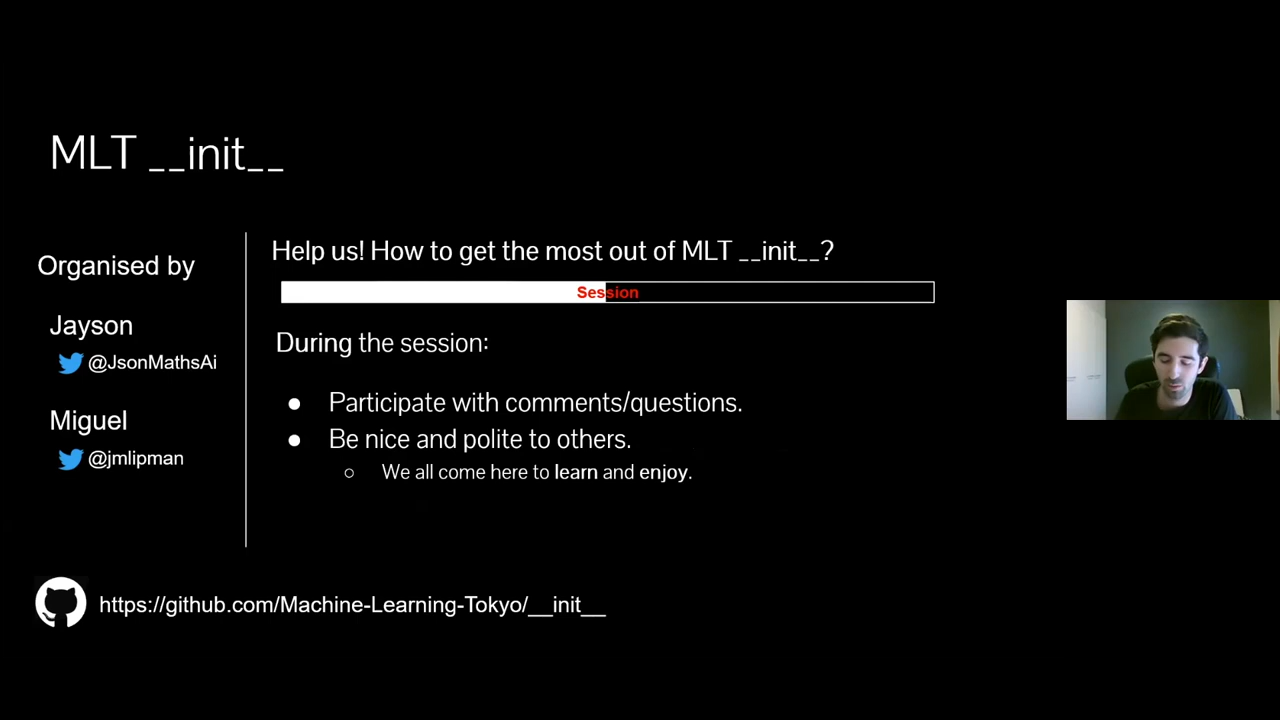 MLT __init__
Organised by
Jayson
@JsonMathsAi
Miguel
@jmlipman
Help us! How to get the most out of MLT __init__?
Session
During the session:
● Participate with comments/questions.
● Be nice and polite to others.
○ We all come here to learn and enjoy.
https://github.com/Machine-Learning-Tokyo/__init__